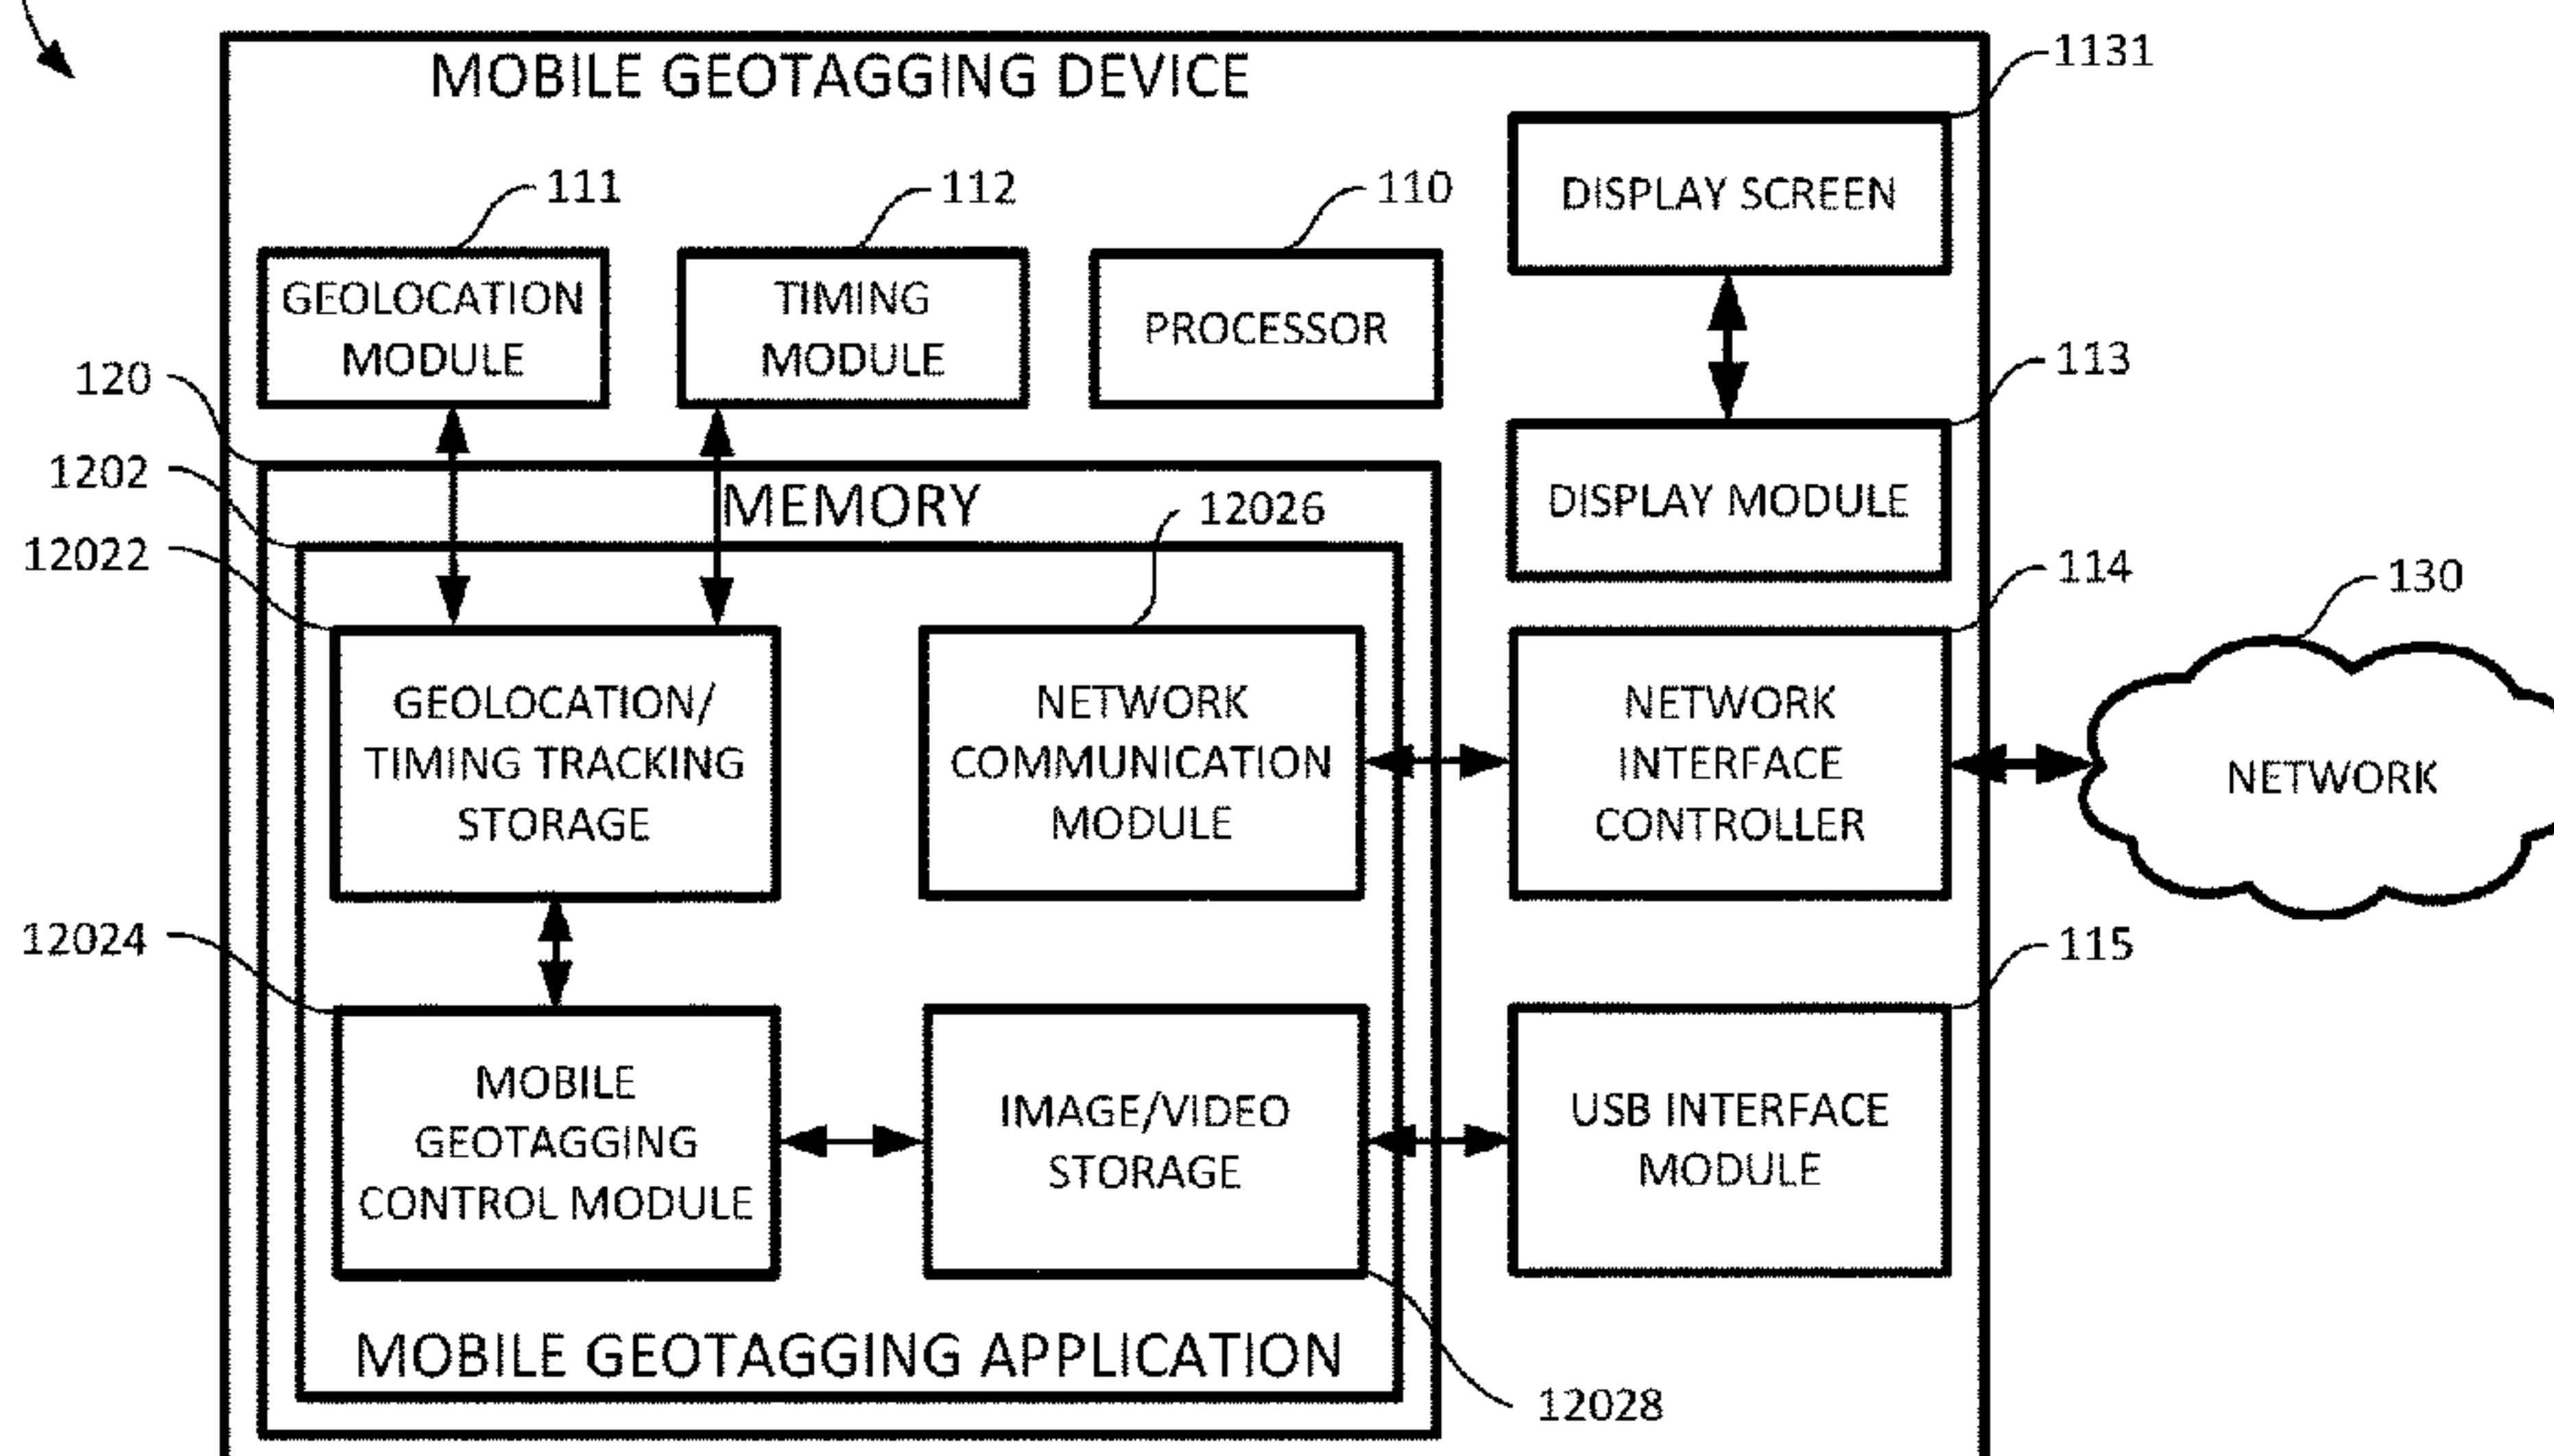 MOBILE GEOTAGGING DEVICE
1131
DISPLAY SCREEN
111
112
110
GEOLOCATION
MODULE
TIMING
MODULE
PROCESSOR
113
DISPLAY MODULE
120
1202
MEMORY
12026
12022
114
130
GEOLOCATION/
TIMING TRACKING
STORAGE
NETWORK
COMMUNICATION
MODULE
NETWORK
INTERFACE
CONTROLLER
NETWORK
12024
115
MOBILE
GEOTAGGING
CONTROL MODULE
IMAGE/VIDEO
STORAGE
USB INTERFACE
MODULE
MOBILE GEOTAGGING APPLICATION
12028